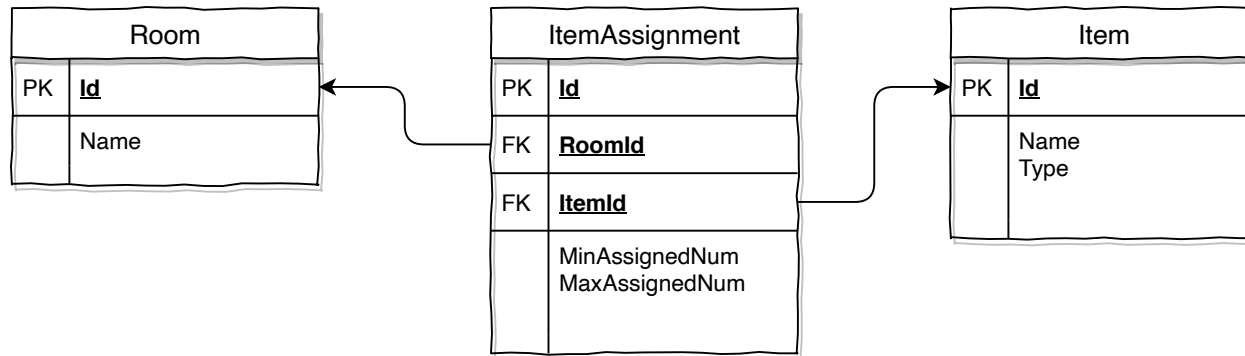 Room
PK Id
Name
ItemAssignment
PK Id
FK RoomId
FK ItemId
MinAssignedNum
MaxAssignedNum
Item
PK Id
Name
Type